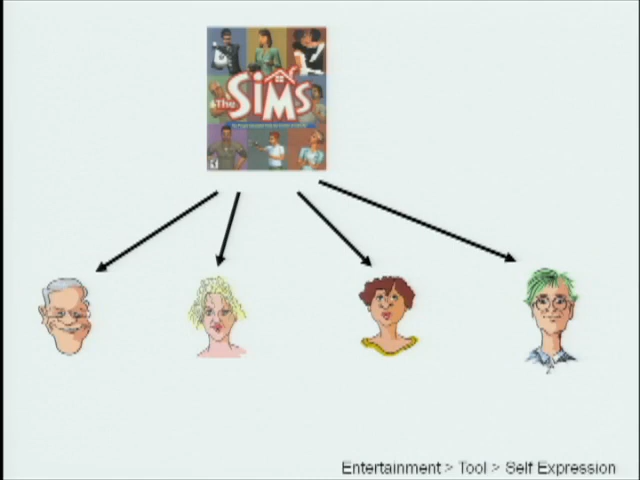 The SiMs
Entertainment > Tool > Self Expression